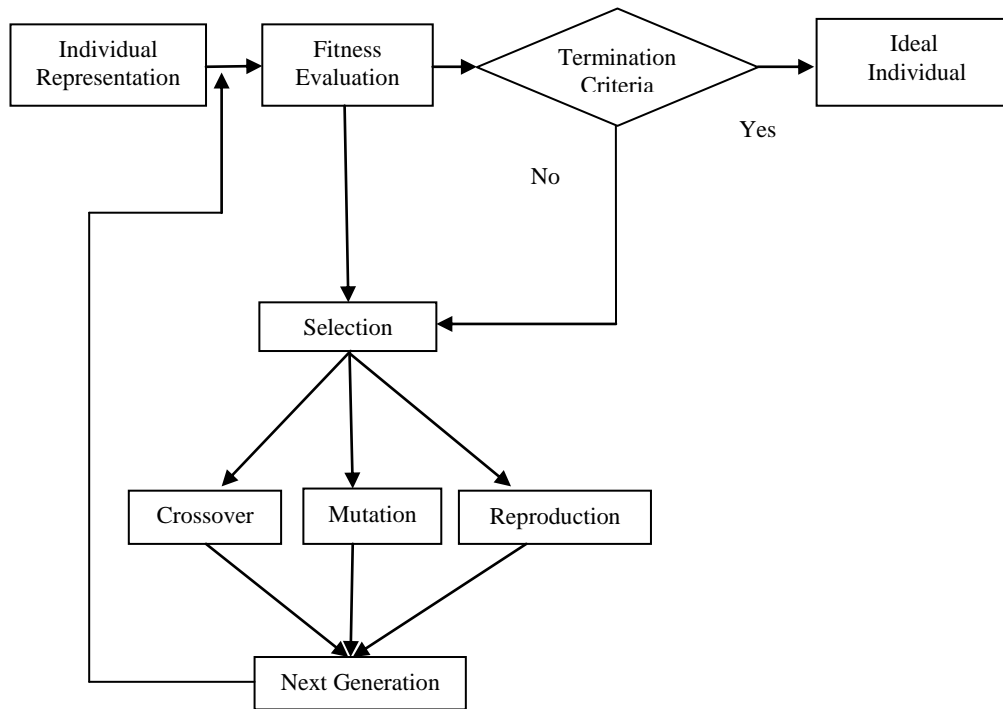 Individual
Representation
Fitness
Evaluation
Termination
Criteria
Ideal
Individual
Yes
No
Selection
Crossover
Mutation
Reproduction
Next Generation